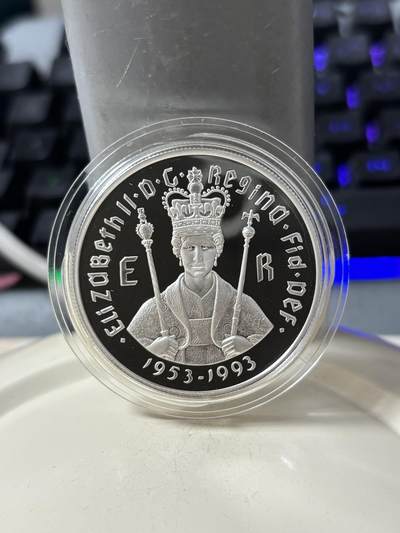 ·Elizabeth II·D·G·Regina·Fid·Def·
E R
1953-1993